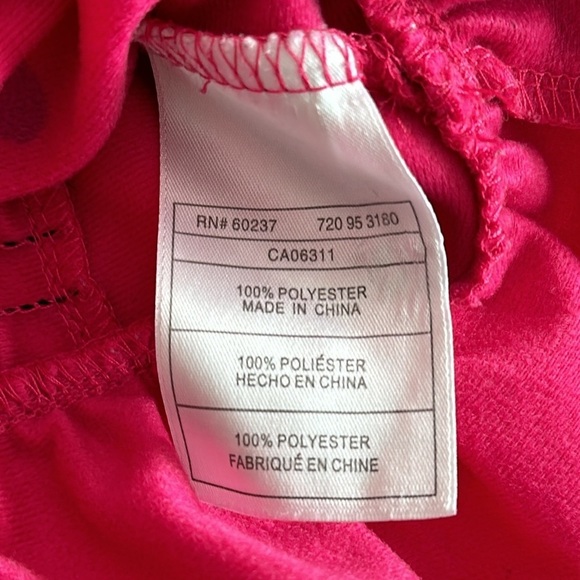 RN# 60237 720 95 3180
CA06311
100% POLYESTER
MADE IN CHINA
100% POLIÉSTER
HECHO EN CHINA
100% POLYESTER
FABRIQUÉ EN CHINE